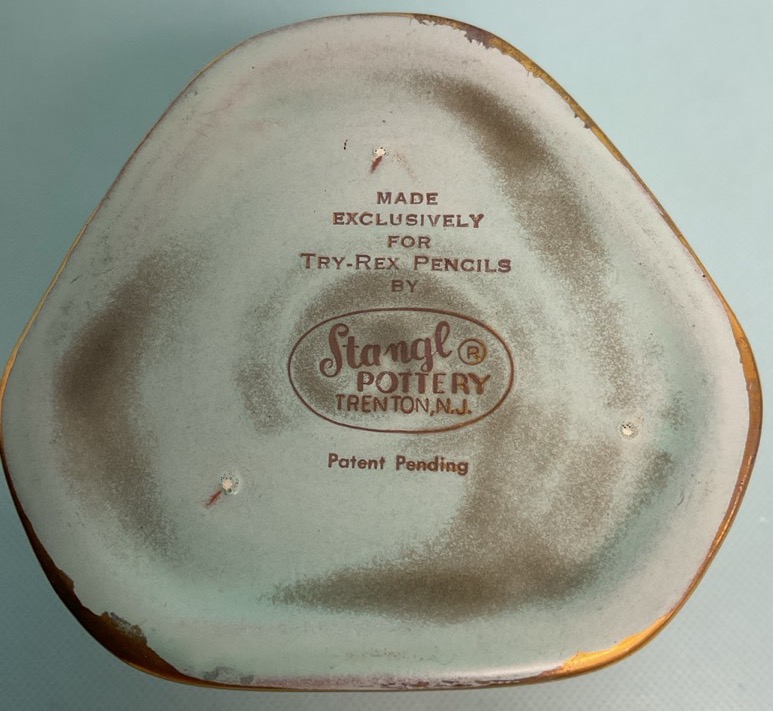 MADE
EXCLUSIVELY
FOR
TRY-REX PENCILS
BY
Stangl ®
POTTERY
TRENTON, N.J.
Patent Pending